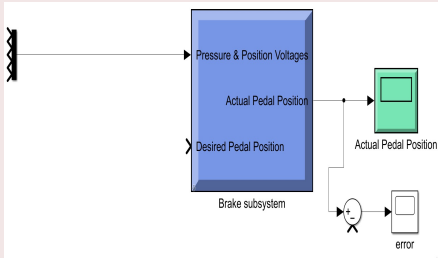 Pressure & Position Voltages
Actual Pedal Position
Desired Pedal Position
Brake subsystem
Actual Pedal Position
+
−
error